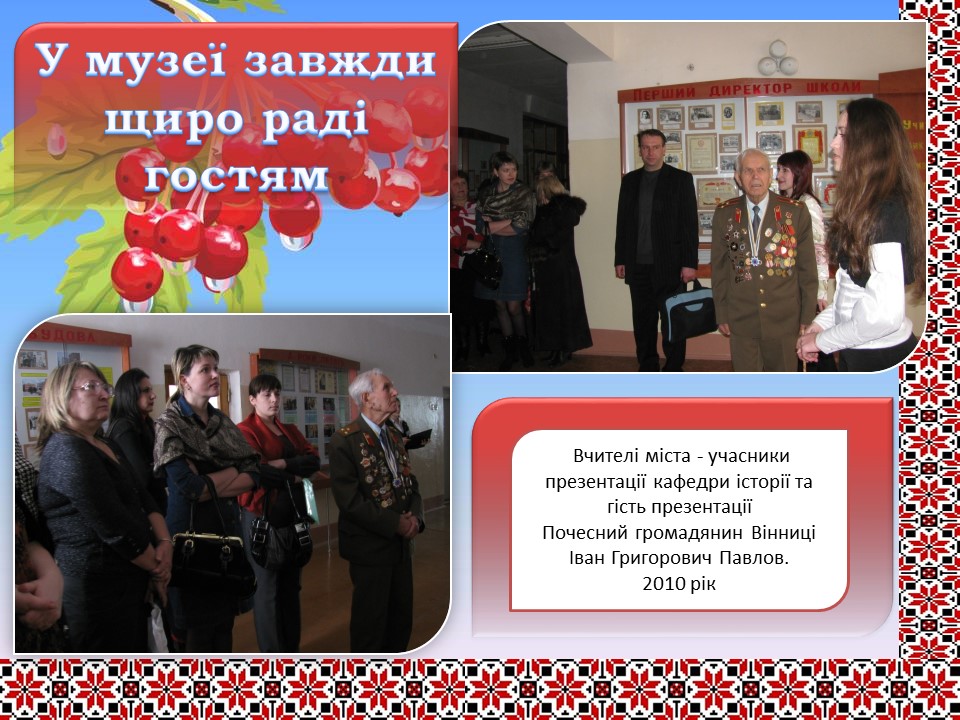 У музеї завжди
щиро раді
гостям
ПЕРШИЙ ДИРЕКТОР ШКОЛИ
Вчителі міста - учасники
презентації кафедри історії та
гість презентації
Почесний громадянин Вінниці
Іван Григорович Павлов.
2010 рік